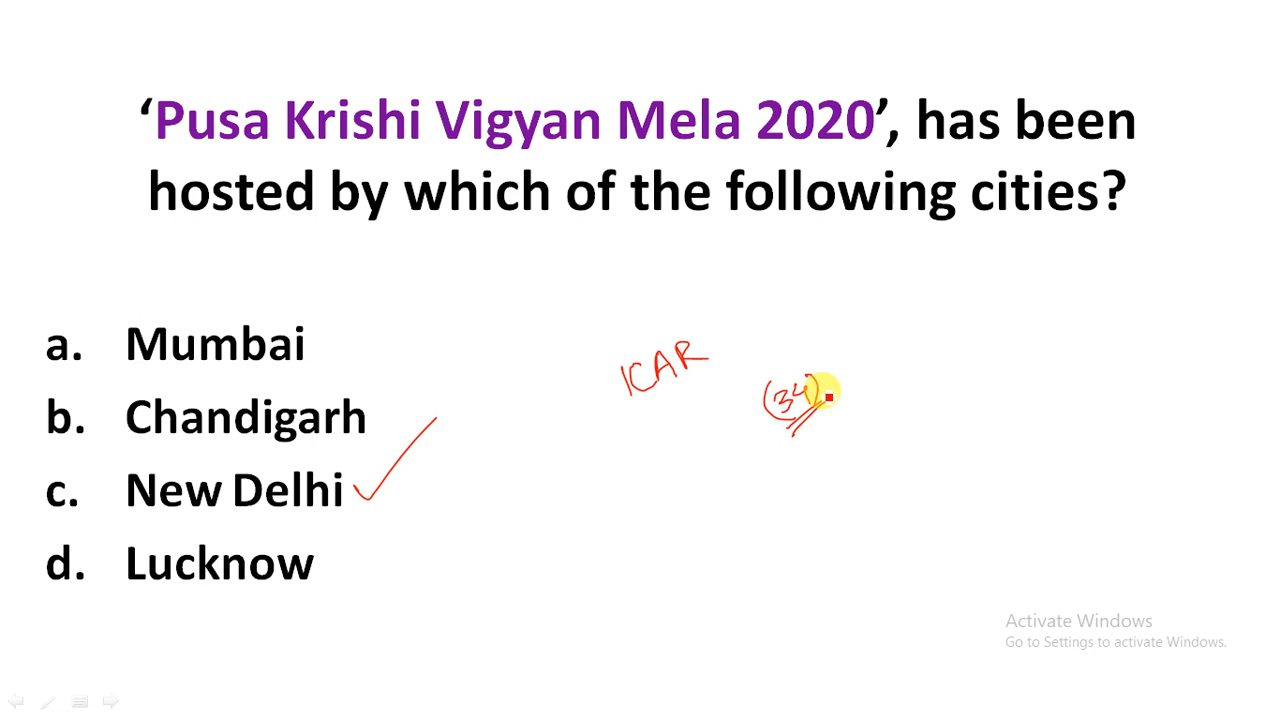 ‘Pusa Krishi Vigyan Mela 2020’, has been
hosted by which of the following cities?
a. Mumbai
b. Chandigarh
c. New Delhi
d. Lucknow
ICAR
(34)
Activate Windows
Go to Settings to activate Windows.